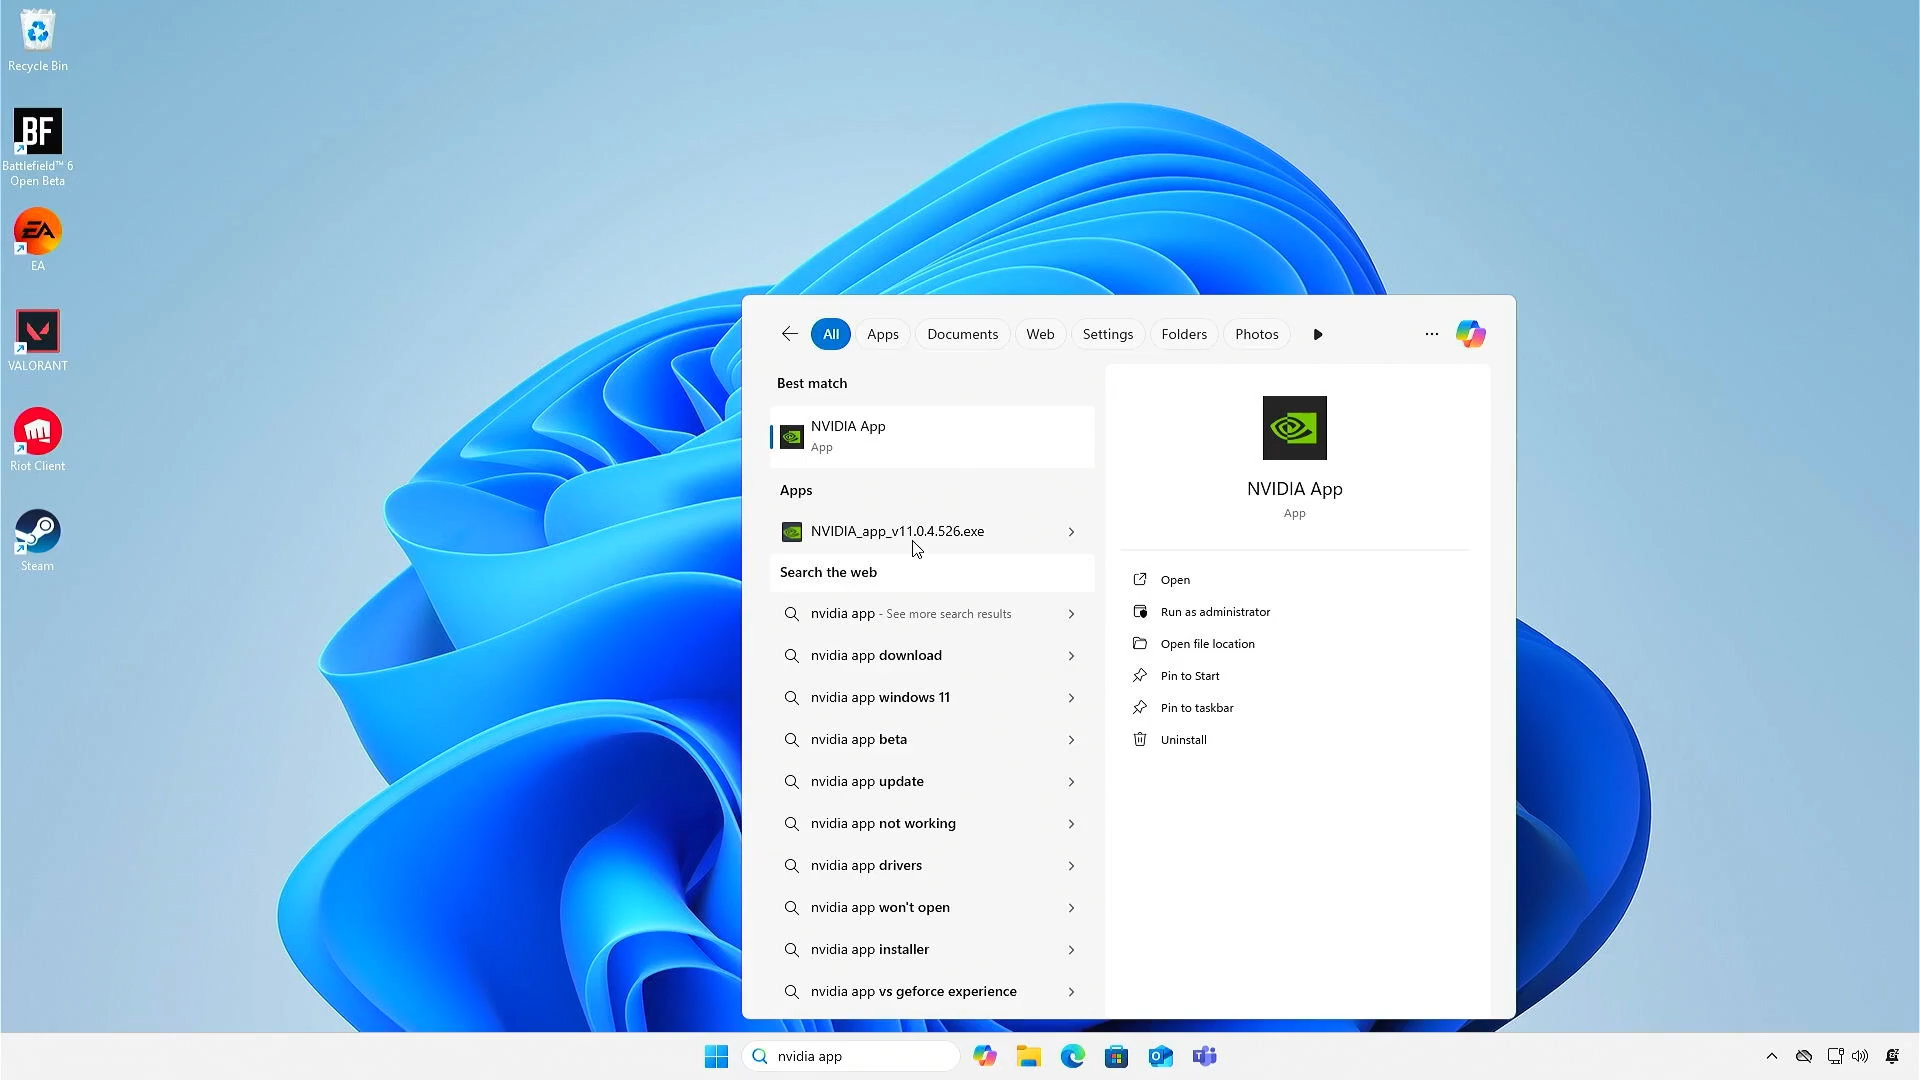 Recycle Bin
BF
Battlefield™ 6
Open Beta
EA
EA
VALORANT
Riot Client
Steam
All
Apps
Documents
Web
Settings
Folders
Photos
Best match
NVIDIA App
App
Apps
NVIDIA_app_v11.0.4.526.exe
Search the web
nvidia app - See more search results
nvidia app download
nvidia app windows 11
nvidia app beta
nvidia app update
nvidia app not working
nvidia app drivers
nvidia app won't open
nvidia app installer
nvidia app vs geforce experience
NVIDIA App
App
Open
Run as administrator
Open file location
Pin to Start
Pin to taskbar
Uninstall
nvidia app